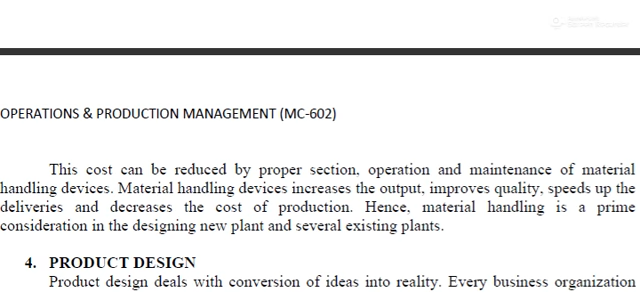 OPERATIONS & PRODUCTION MANAGEMENT (MC-602)
This cost can be reduced by proper section, operation and maintenance of material
handling devices. Material handling devices increases the output, improves quality, speeds up the
deliveries and decreases the cost of production. Hence, material handling is a prime
consideration in the designing new plant and several existing plants.
4. PRODUCT DESIGN
Product design deals with conversion of ideas into reality. Every business organization